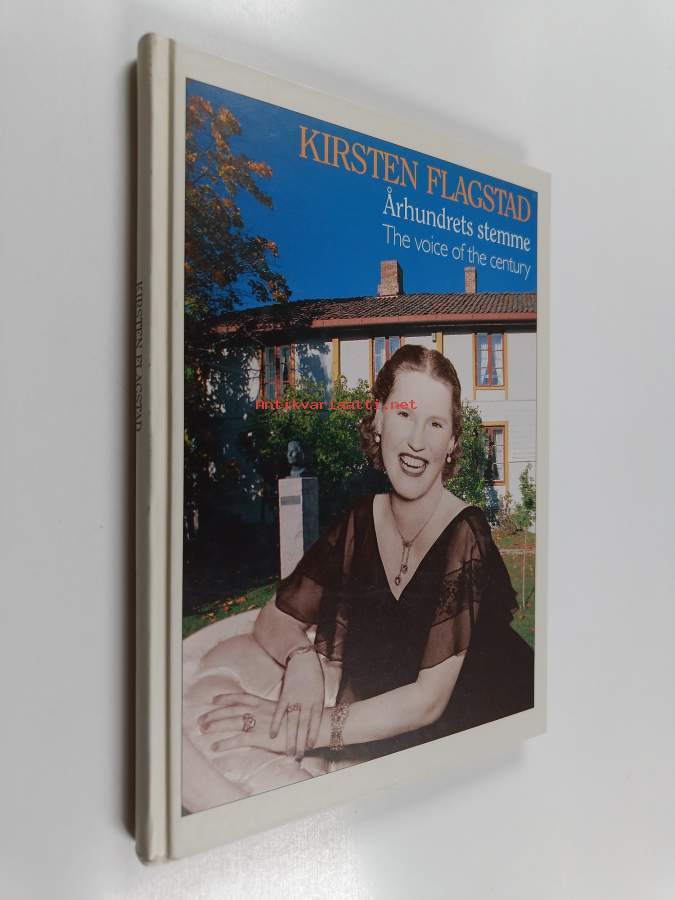 KIRSTEN FLAGSTAD
Århundrets stemme
The voice of the century
Antikvariaatti.net
KIRSTEN FLAGSTAD